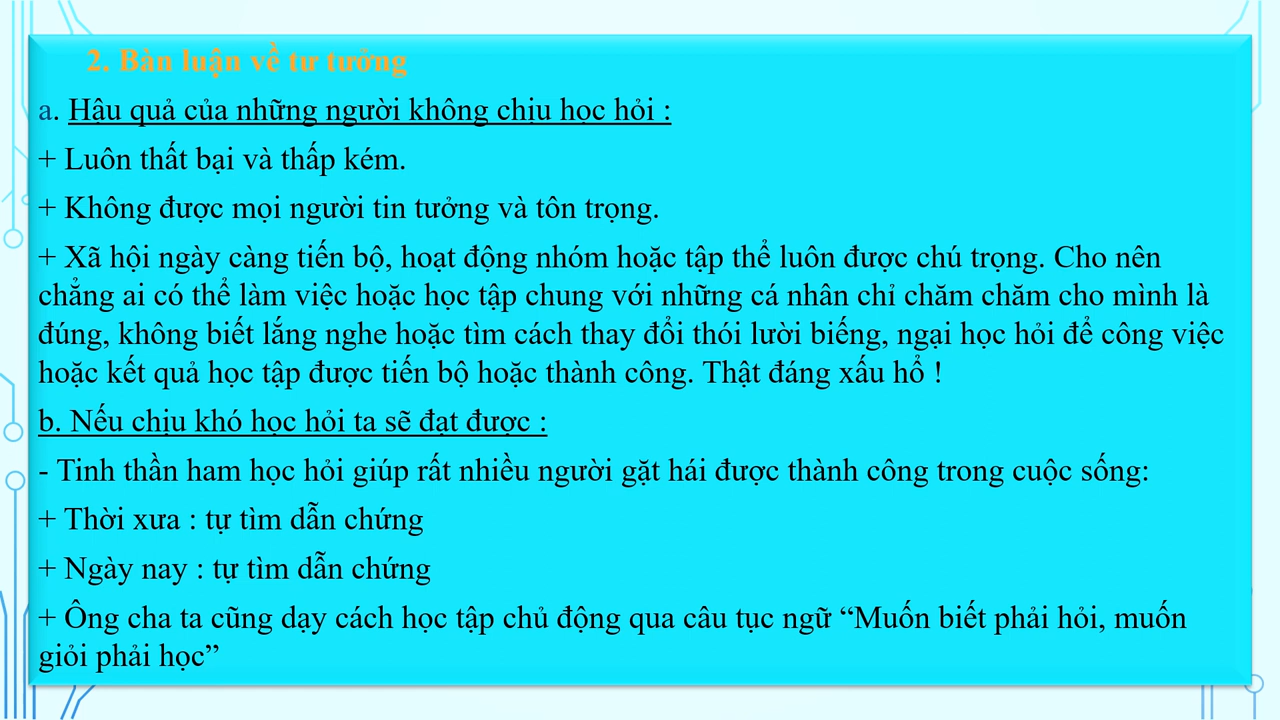 2. Bàn luận về tư tưởng
a. Hậu quả của những người không chịu học hỏi :
+ Luôn thất bại và thấp kém.
+ Không được mọi người tin tưởng và tôn trọng.
+ Xã hội ngày càng tiến bộ, hoạt động nhóm hoặc tập thể luôn được chú trọng. Cho nên
chẳng ai có thể làm việc hoặc học tập chung với những cá nhân chỉ chăm chăm cho mình là
đúng, không biết lắng nghe hoặc tìm cách thay đổi thói lười biếng, ngại học hỏi để công việc
hoặc kết quả học tập được tiến bộ hoặc thành công. Thật đáng xấu hổ !
b. Nếu chịu khó học hỏi ta sẽ đạt được :
- Tinh thần ham học hỏi giúp rất nhiều người gặt hái được thành công trong cuộc sống:
+ Thời xưa : tự tìm dẫn chứng
+ Ngày nay : tự tìm dẫn chứng
+ Ông cha ta cũng dạy cách học tập chủ động qua câu tục ngữ “Muốn biết phải hỏi, muốn
giỏi phải học”